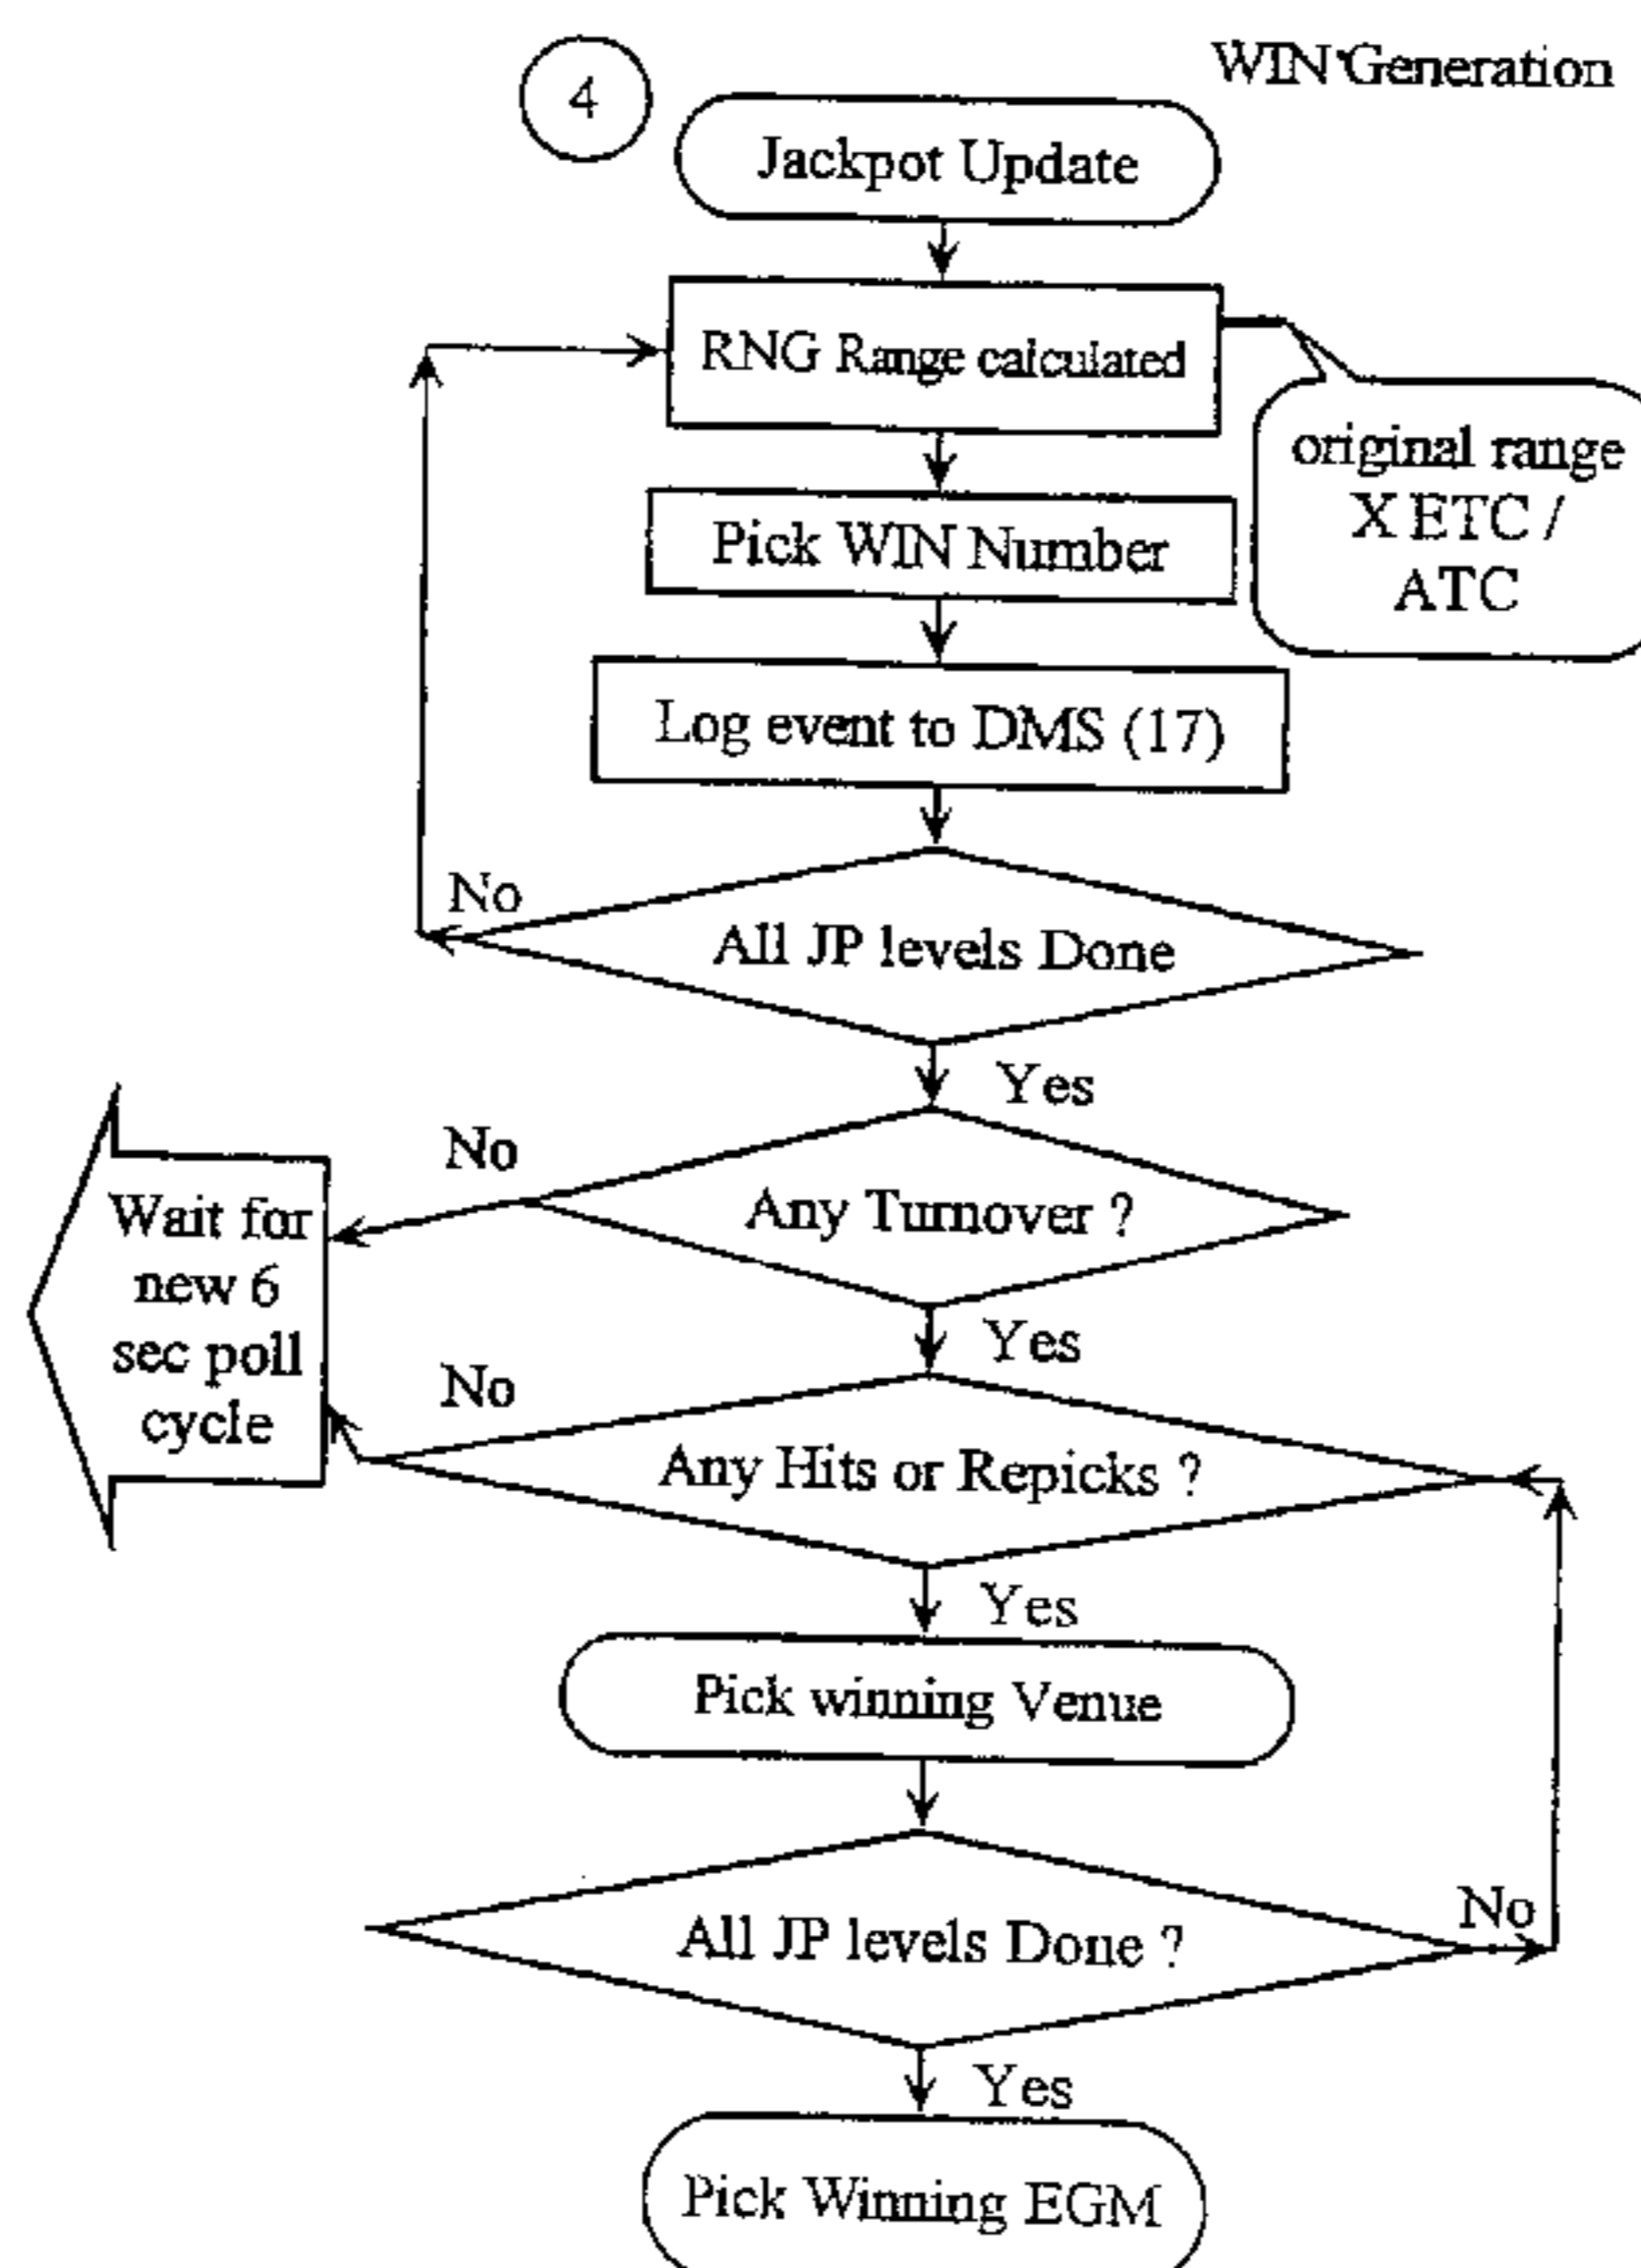 WIN Generation
4
Jackpot Update
RNG Range calculated
original range
X ETC /
ATC
Pick WIN Number
Log event to DMS (17)
No
All JP levels Done
Yes
No
Any Turnover ?
Wait for
new 6
sec poll
cycle
Yes
No
Any Hits or Repicks ?
Yes
Pick winning Venue
No
All JP levels Done ?
Yes
Pick Winning EGM